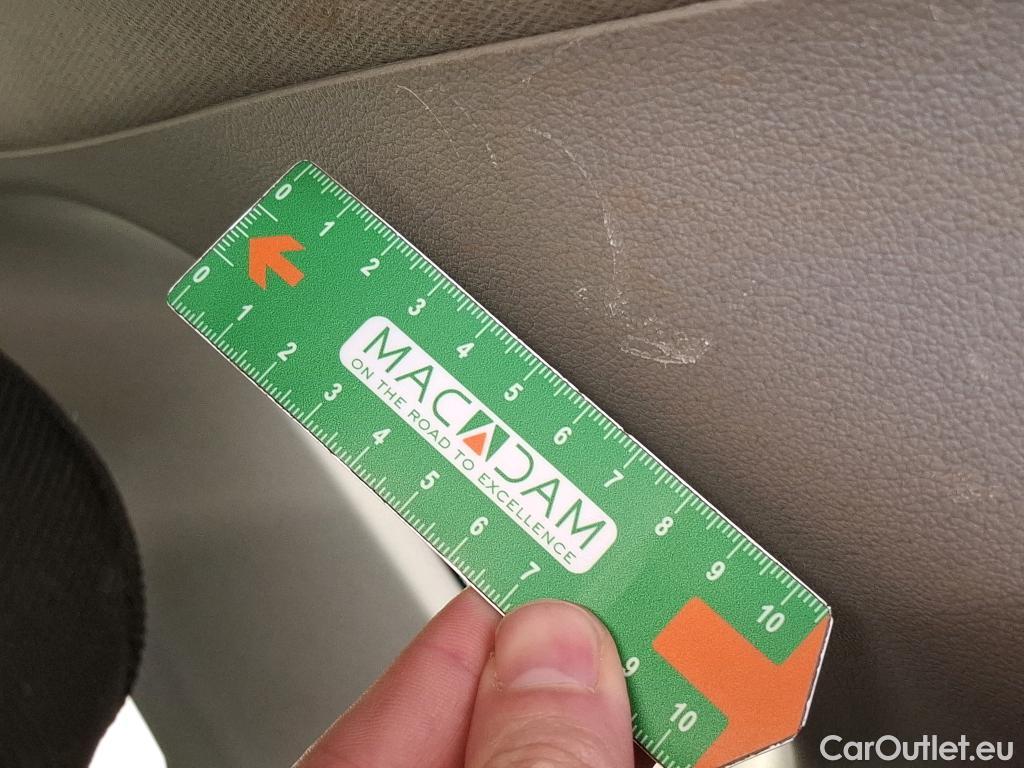 0 1 2 3 4 5 6 7 8 9 10
MACADAM
ON THE ROAD TO EXCELLENCE
0 1 2 3 4 5 6 7 9 10
CarOutlet.eu